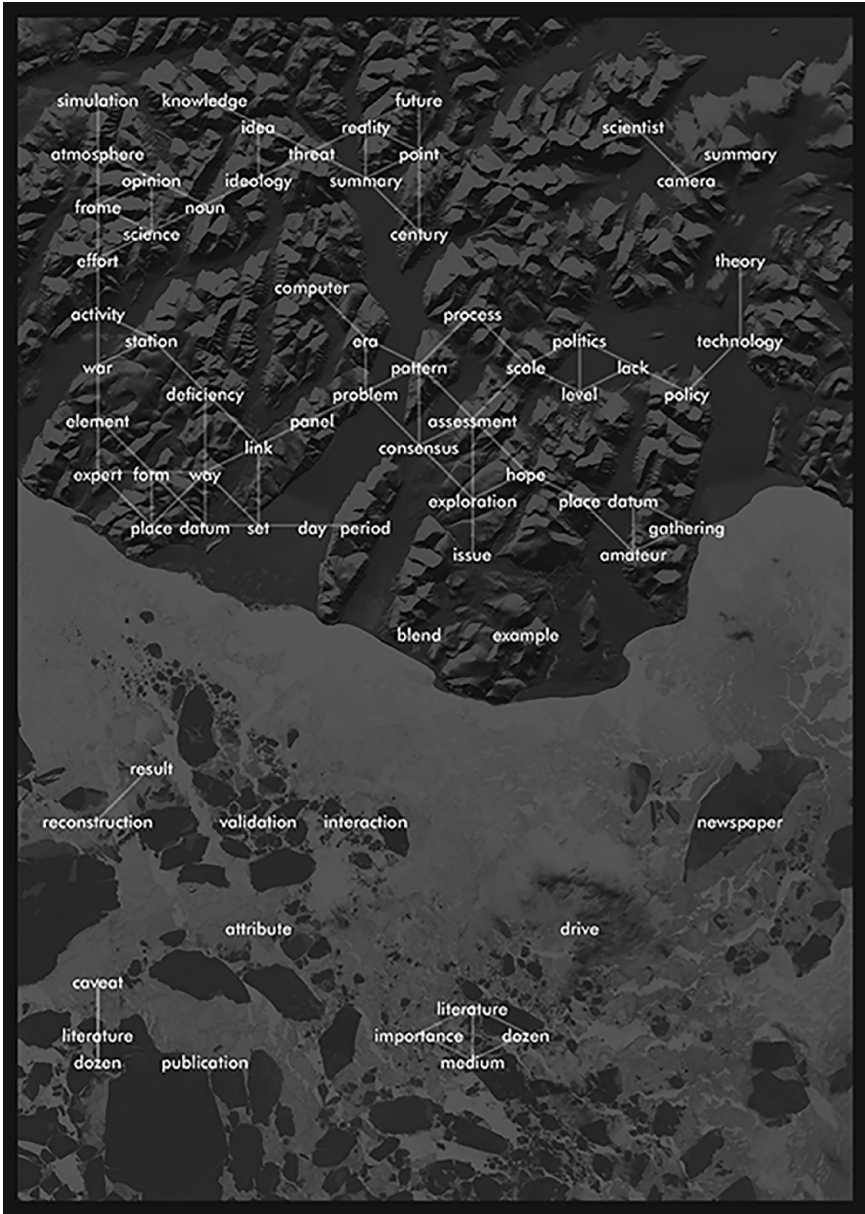 simulation knowledge future
idea reality scientist
atmosphere threat point summary
opinion ideology summary camera
frame noun
science century
effort theory
computer
activity process
station era politics technology
war pattern scale lack
deficiency problem level policy
element panel assessment
link consensus
expert form way hope
exploration place datum
place datum set day period gathering
issue amateur
blend example
result
reconstruction validation interaction newspaper
attribute drive
caveat
literature
literature importance dozen
dozen publication medium